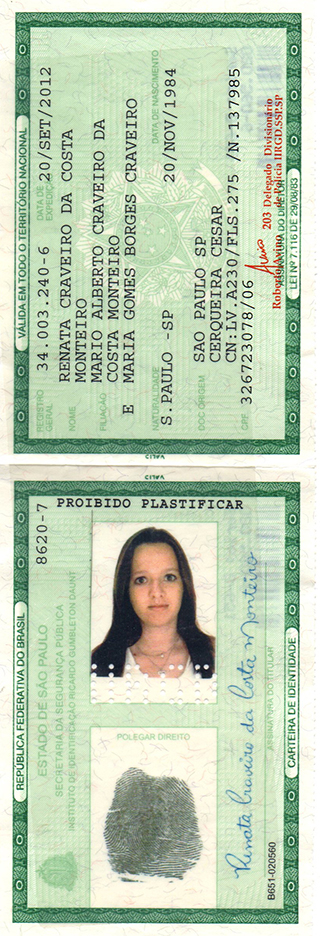 VÁLIDA EM TODO O TERRITÓRIO NACIONAL
REGISTRO GERAL 34.003.240-6 DATA DE EXPEDIÇÃO 20/SET/2012
NOME RENATA CRAVEIRO DA COSTA
MONTEIRO
FILIAÇÃO MARIO ALBERTO CRAVEIRO DA
COSTA MONTEIRO
E MARIA GOMES BORGES CRAVEIRO
NATURALIDADE S.PAULO -SP DATA DE NASCIMENTO 20/NOV/1984
DOC ORIGEM SAO PAULO SP
CERQUEIRA CESAR
CN:LV.A230/FLS.275 /N.137985
CPF 326723078/06
203 Delegado Divisionário
Roberto Avino de Polícia IIRGD.SSP.SP
ASSINATURA DO DIRETOR
LEI Nº 7.116 DE 29/08/83
VÁLID
REPÚBLICA FEDERATIVA DO BRASIL
ESTADO DE SÃO PAULO
SECRETARIA DA SEGURANÇA PÚBLICA
INSTITUTO DE IDENTIFICAÇÃO RICARDO GUMBLETON DAUNT
8620-7
PROIBIDO PLASTIFICAR
POLEGAR DIREITO
Renata Craveiro da Costa Monteiro
ASSINATURA DO TITULAR
B651-020560
CARTEIRA DE IDENTIDADE